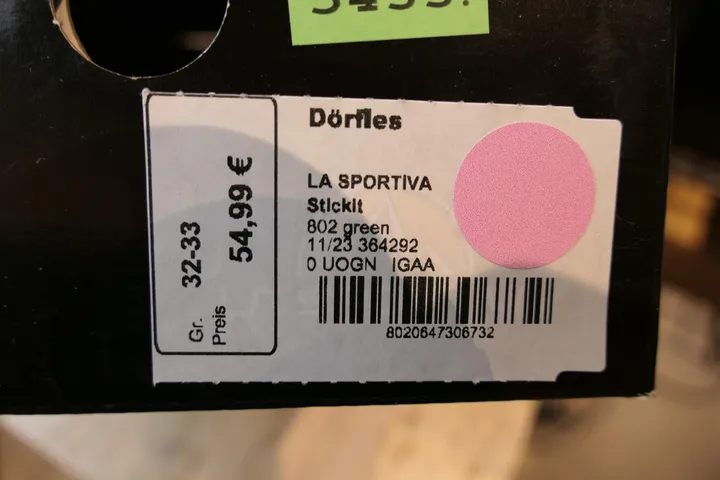 5455.
Dörfles
LA SPORTIVA
Stickit
802 green
11/23 364292
0 UOGN IGAA
8020647306732
Gr. 32-33
Preis 54,99 €